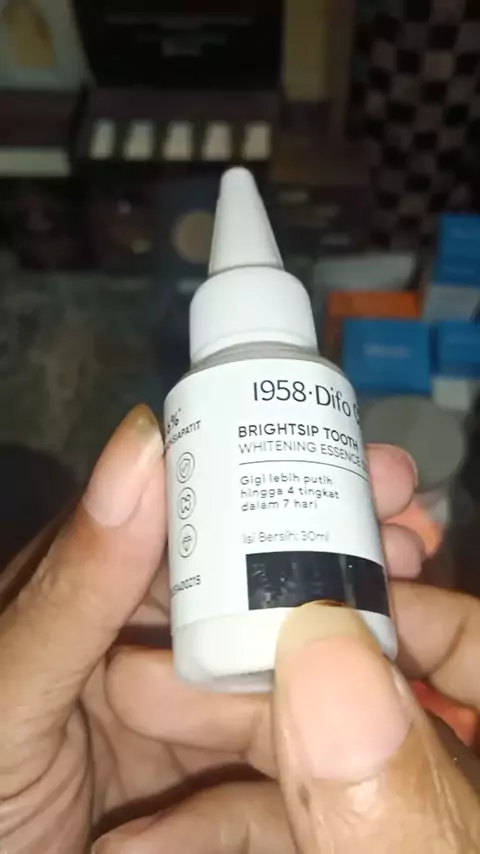 1958·Difo
BRIGHTSIP TOOTH
WHITENING ESSENCE
Gigi lebih putih
hingga 4 tingkat
dalam 7 hari
Isi Bersih: 30ml